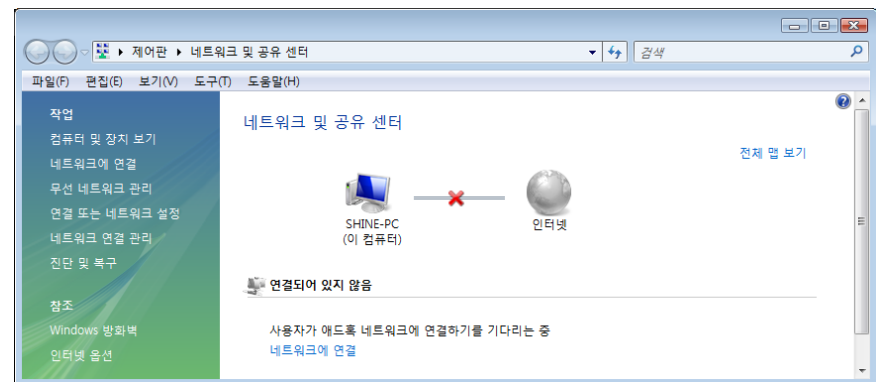 제어판 ▸ 네트워크 및 공유 센터
검색
파일(F) 편집(E) 보기(V) 도구(T) 도움말(H)
작업
컴퓨터 및 장치 보기
네트워크에 연결
무선 네트워크 관리
연결 또는 네트워크 설정
네트워크 연결 관리
진단 및 복구
참조
Windows 방화벽
인터넷 옵션
네트워크 및 공유 센터
전체 맵 보기
SHINE-PC
(이 컴퓨터)
인터넷
연결되어 있지 않음
사용자가 애드혹 네트워크에 연결하기를 기다리는 중
네트워크에 연결